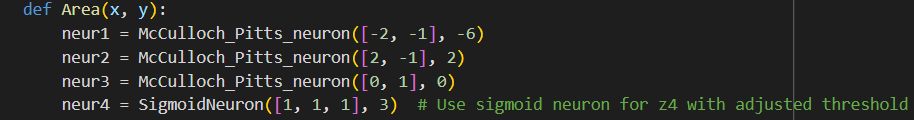 def Area(x, y):
    neur1 = McCulloch_Pitts_neuron([-2, -1], -6)
    neur2 = McCulloch_Pitts_neuron([2, -1], 2)
    neur3 = McCulloch_Pitts_neuron([0, 1], 0)
    neur4 = SigmoidNeuron([1, 1, 1], 3)  # Use sigmoid neuron for z4 with adjusted threshold